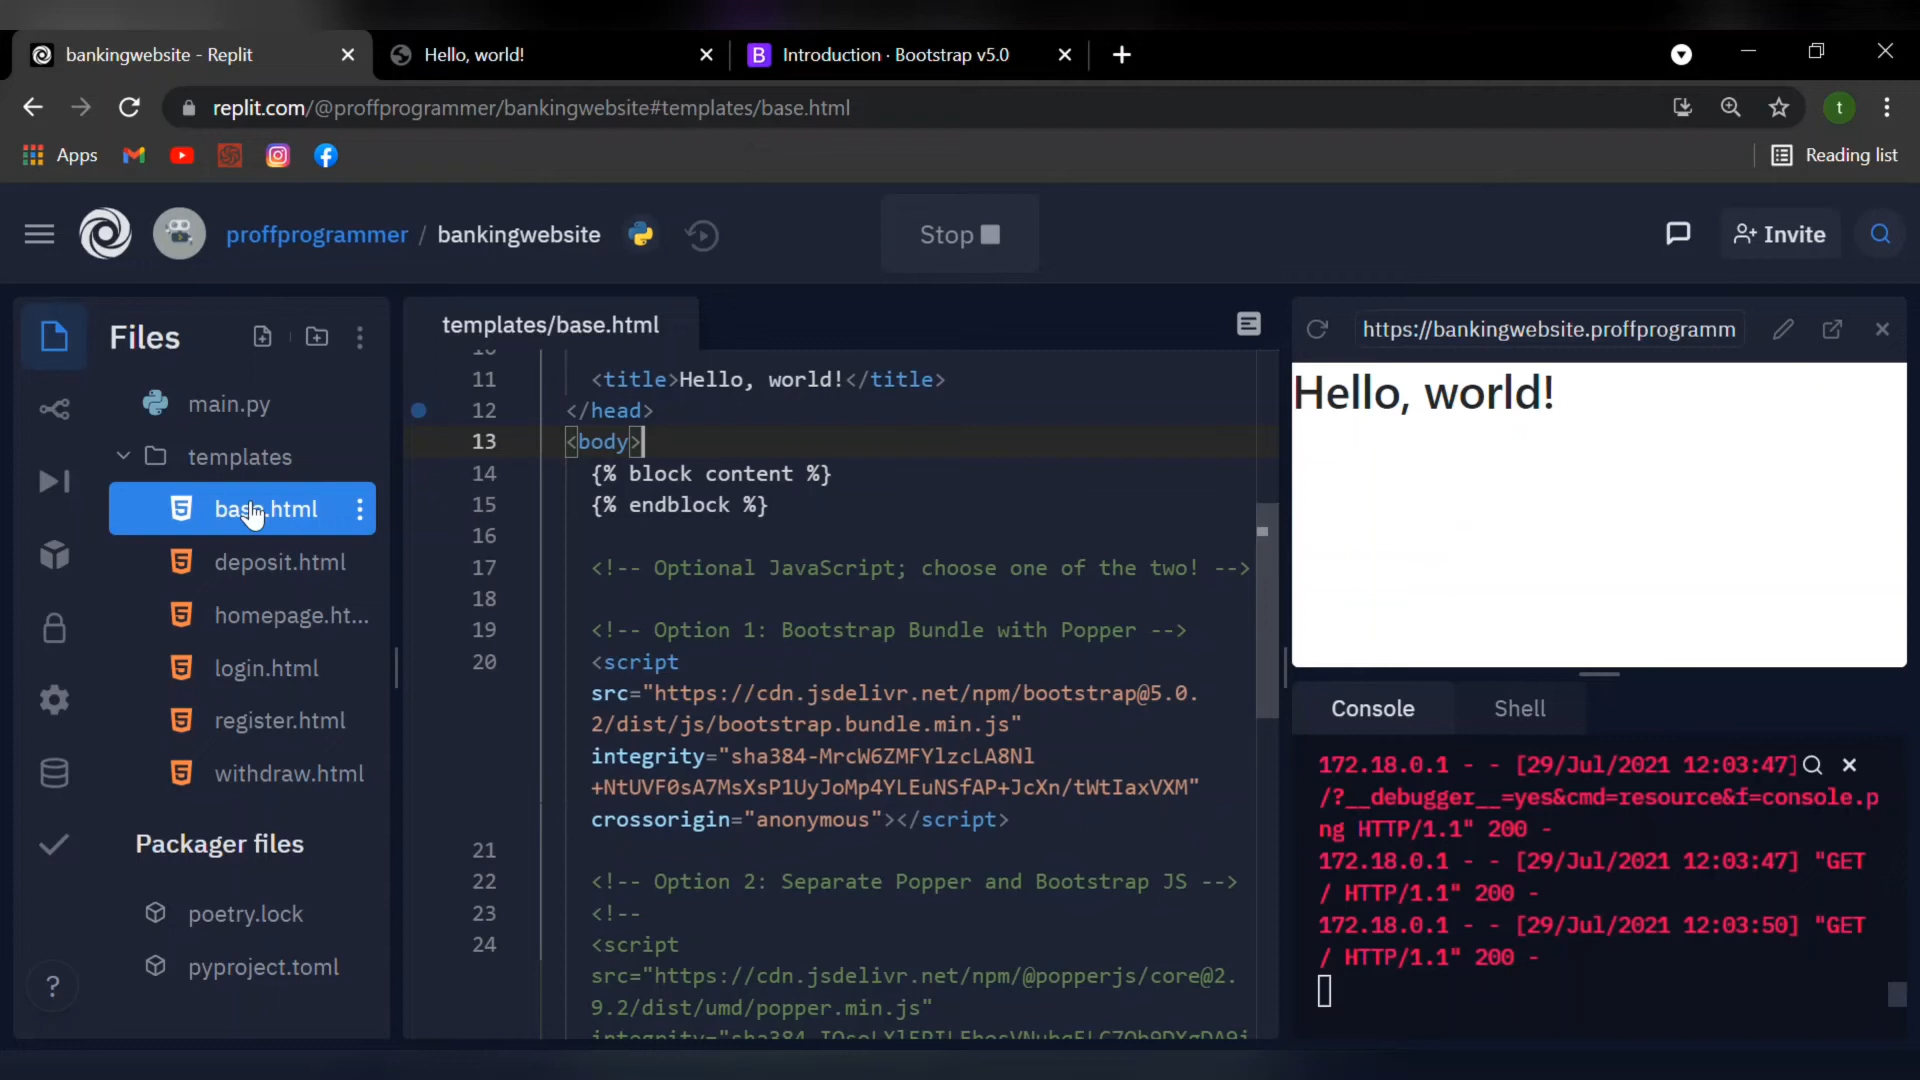 bankingwebsite - Replit
Hello, world!
B Introduction · Bootstrap v5.0
replit.com/@proffprogrammer/bankingwebsite#templates/base.html
t
Apps
Reading list
proffprogrammer / bankingwebsite
Stop
Invite
Files
main.py
templates
base.html
deposit.html
homepage.ht...
login.html
register.html
withdraw.html
Packager files
poetry.lock
pyproject.toml
?
templates/base.html
11 <title>Hello, world!</title>
12 </head>
13 <body>
14 {% block content %}
15 {% endblock %}
16
17 <!-- Optional JavaScript; choose one of the two! -->
18
19 <!-- Option 1: Bootstrap Bundle with Popper -->
20 <script
src="https://cdn.jsdelivr.net/npm/bootstrap@5.0.
2/dist/js/bootstrap.bundle.min.js"
integrity="sha384-MrcW6ZMFYlzcLA8Nl
+NtUVF0sA7MsXsP1UyJoMp4YLEuNSfAP+JcXn/tWtIaxVXM"
crossorigin="anonymous"></script>
21
22 <!-- Option 2: Separate Popper and Bootstrap JS -->
23 <!--
24 <script
src="https://cdn.jsdelivr.net/npm/@popperjs/core@2.
9.2/dist/umd/popper.min.js"
https://bankingwebsite.proffprogramm
Hello, world!
Console
Shell
172.18.0.1 - - [29/Jul/2021 12:03:47]
/?__debugger__=yes&cmd=resource&f=console.p
ng HTTP/1.1" 200 -
172.18.0.1 - - [29/Jul/2021 12:03:47] "GET
/ HTTP/1.1" 200 -
172.18.0.1 - - [29/Jul/2021 12:03:50] "GET
/ HTTP/1.1" 200 -